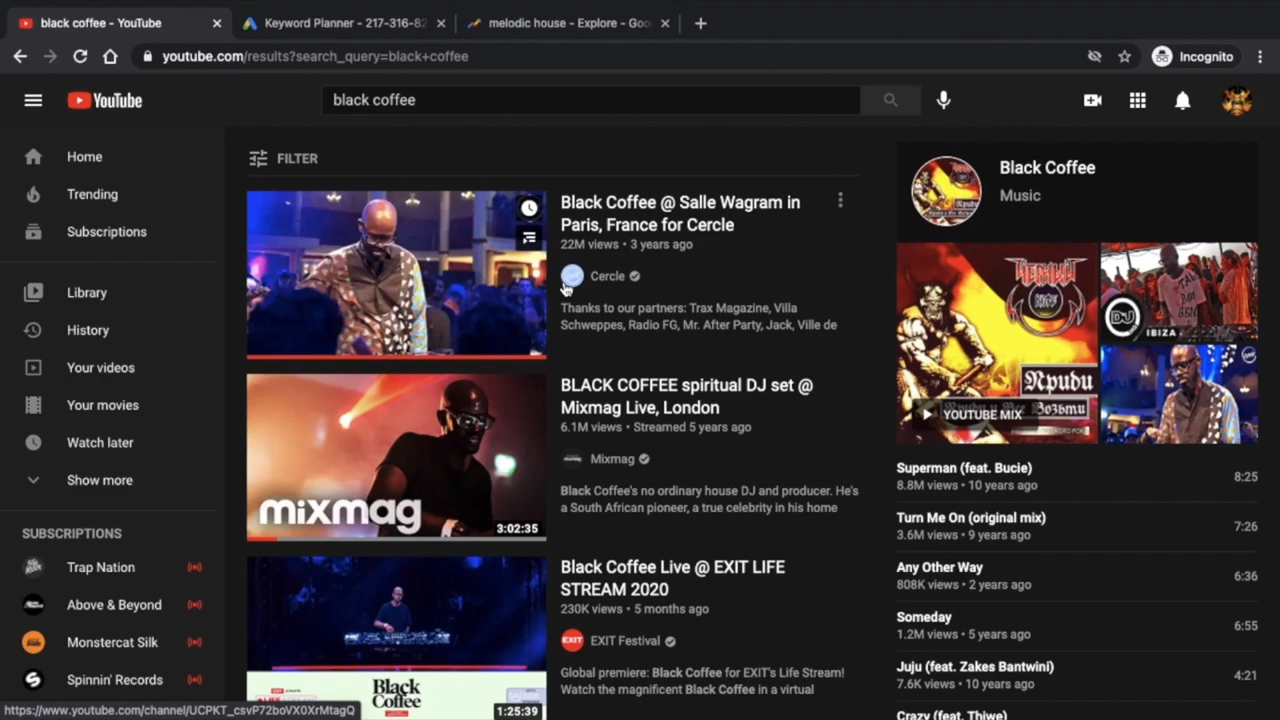 black coffee - YouTube
Keyword Planner - 217-316-82
melodic house - Explore - Goo
youtube.com/results?search_query=black+coffee
Incognito
YouTube
black coffee
Home
Trending
Subscriptions
Library
History
Your videos
Your movies
Watch later
Show more
SUBSCRIPTIONS
Trap Nation
Above & Beyond
Monstercat Silk
Spinnin' Records
https://www.youtube.com/channel/UCPKT_csvP72boVX0XrMtagQ
FILTER
Black Coffee @ Salle Wagram in
Paris, France for Cercle
22M views • 3 years ago
Cercle
Thanks to our partners: Trax Magazine, Villa
Schweppes, Radio FG, Mr. After Party, Jack, Ville de
mixmag
3:02:35
BLACK COFFEE spiritual DJ set @
Mixmag Live, London
6.1M views • Streamed 5 years ago
Mixmag
Black Coffee's no ordinary house DJ and producer. He's
a South African pioneer, a true celebrity in his home
Black
Coffee
1:25:39
Black Coffee Live @ EXIT LIFE
STREAM 2020
230K views • 5 months ago
EXIT
EXIT Festival
Global premiere: Black Coffee for EXIT's Life Stream!
Watch the magnificent Black Coffee in a virtual
Black Coffee
Music
Приди
и
Возьми
YOUTUBE MIX
DJ
IBIZA
Superman (feat. Bucie)
8.8M views • 10 years ago
8:25
Turn Me On (original mix)
3.6M views • 9 years ago
7:26
Any Other Way
808K views • 2 years ago
6:36
Someday
1.2M views • 5 years ago
6:55
Juju (feat. Zakes Bantwini)
7.6K views • 10 years ago
4:21
Crazy (feat. Thiwe)